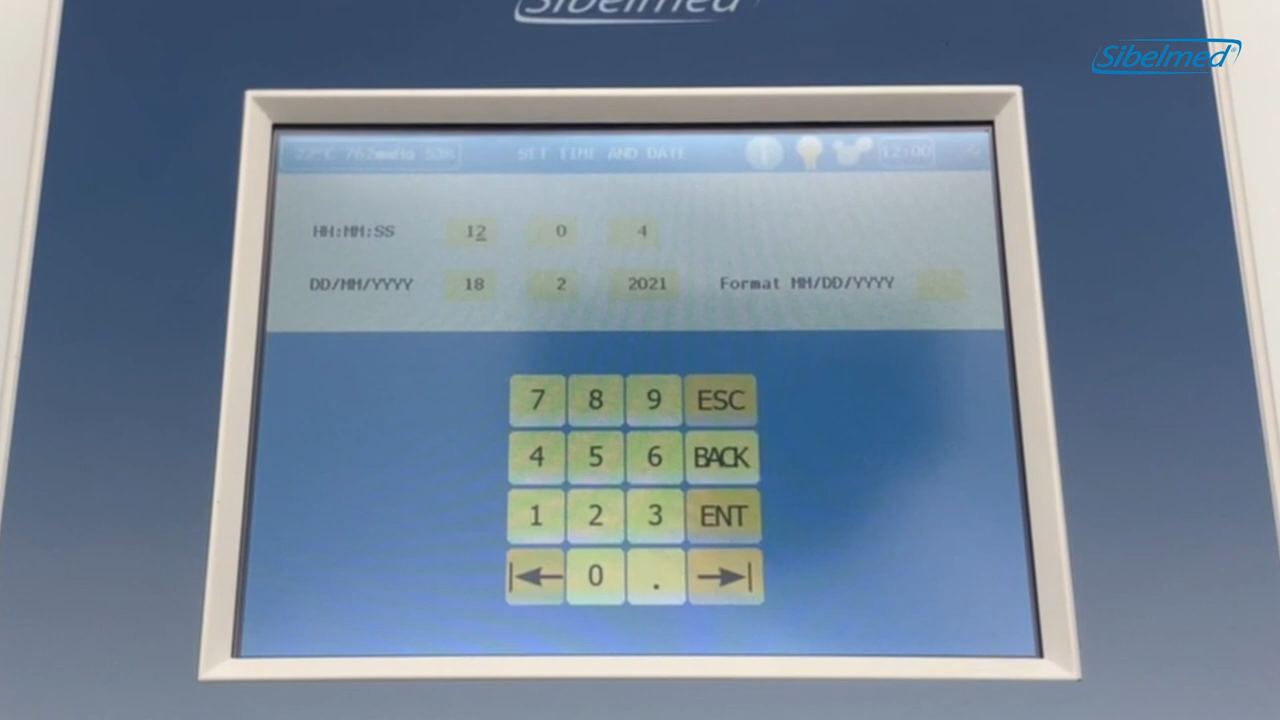 Sibelmed
Sibelmed
22°C 762mmHg 53% SET TIME AND DATE 12:00
HH:MM:SS 12 0 4
DD/MM/YYYY 18 2 2021 Format MM/DD/YYYY
7 8 9 ESC
4 5 6 BACK
1 2 3 ENT
0 .